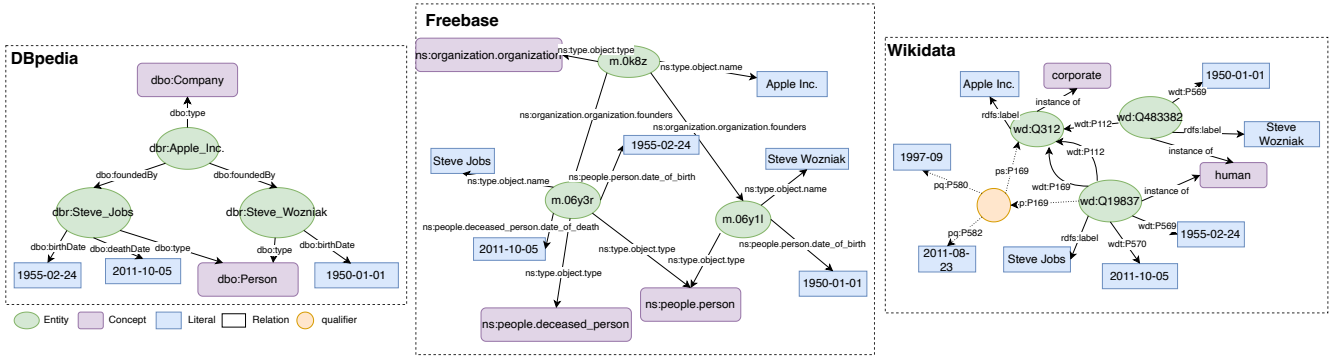 DBpedia
dbo:Company
dbo:type
dbr:Apple_Inc.
dbo:foundedBy
dbo:foundedBy
dbr:Steve_Jobs
dbr:Steve_Wozniak
dbo:birthDate
dbo:deathDate
dbo:type
dbo:type
dbo:birthDate
1955-02-24
2011-10-05
dbo:Person
1950-01-01
Entity
Concept
Literal
Relation
qualifier
Freebase
ns:organization.organization
ns:type.object.type
m.0k8z
ns:type.object.name
Apple Inc.
ns:organization.organization.founders
ns:organization.organization.founders
1955-02-24
Steve Jobs
Steve Wozniak
ns:type.object.name
ns:people.person.date_of_birth
ns:type.object.name
m.06y3r
m.06y1l
ns:people.deceased_person.date_of_death
2011-10-05
ns:type.object.type
ns:people.person.date_of_birth
ns:type.object.type
ns:type.object.type
1950-01-01
ns:people.person
ns:people.deceased_person
Wikidata
Apple Inc.
corporate
1950-01-01
instance of
wdt:P569
rdfs:label
wd:Q312
wdt:P112
wd:Q483382
rdfs:label
Steve
Wozniak
1997-09
wdt:P112
instance of
ps:P169
human
pq:P580
wdt:P169
instance of
p:P169
wd:Q19837
pq:P582
wdt:P569
1955-02-24
rdfs:label
wdt:P570
2011-08-
23
Steve Jobs
2011-10-05